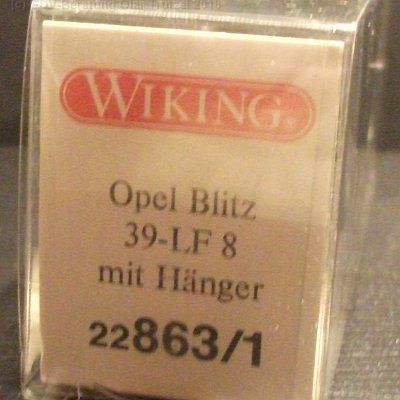 WIKING®
Opel Blitz
39-LF 8
mit Hänger
22863/1